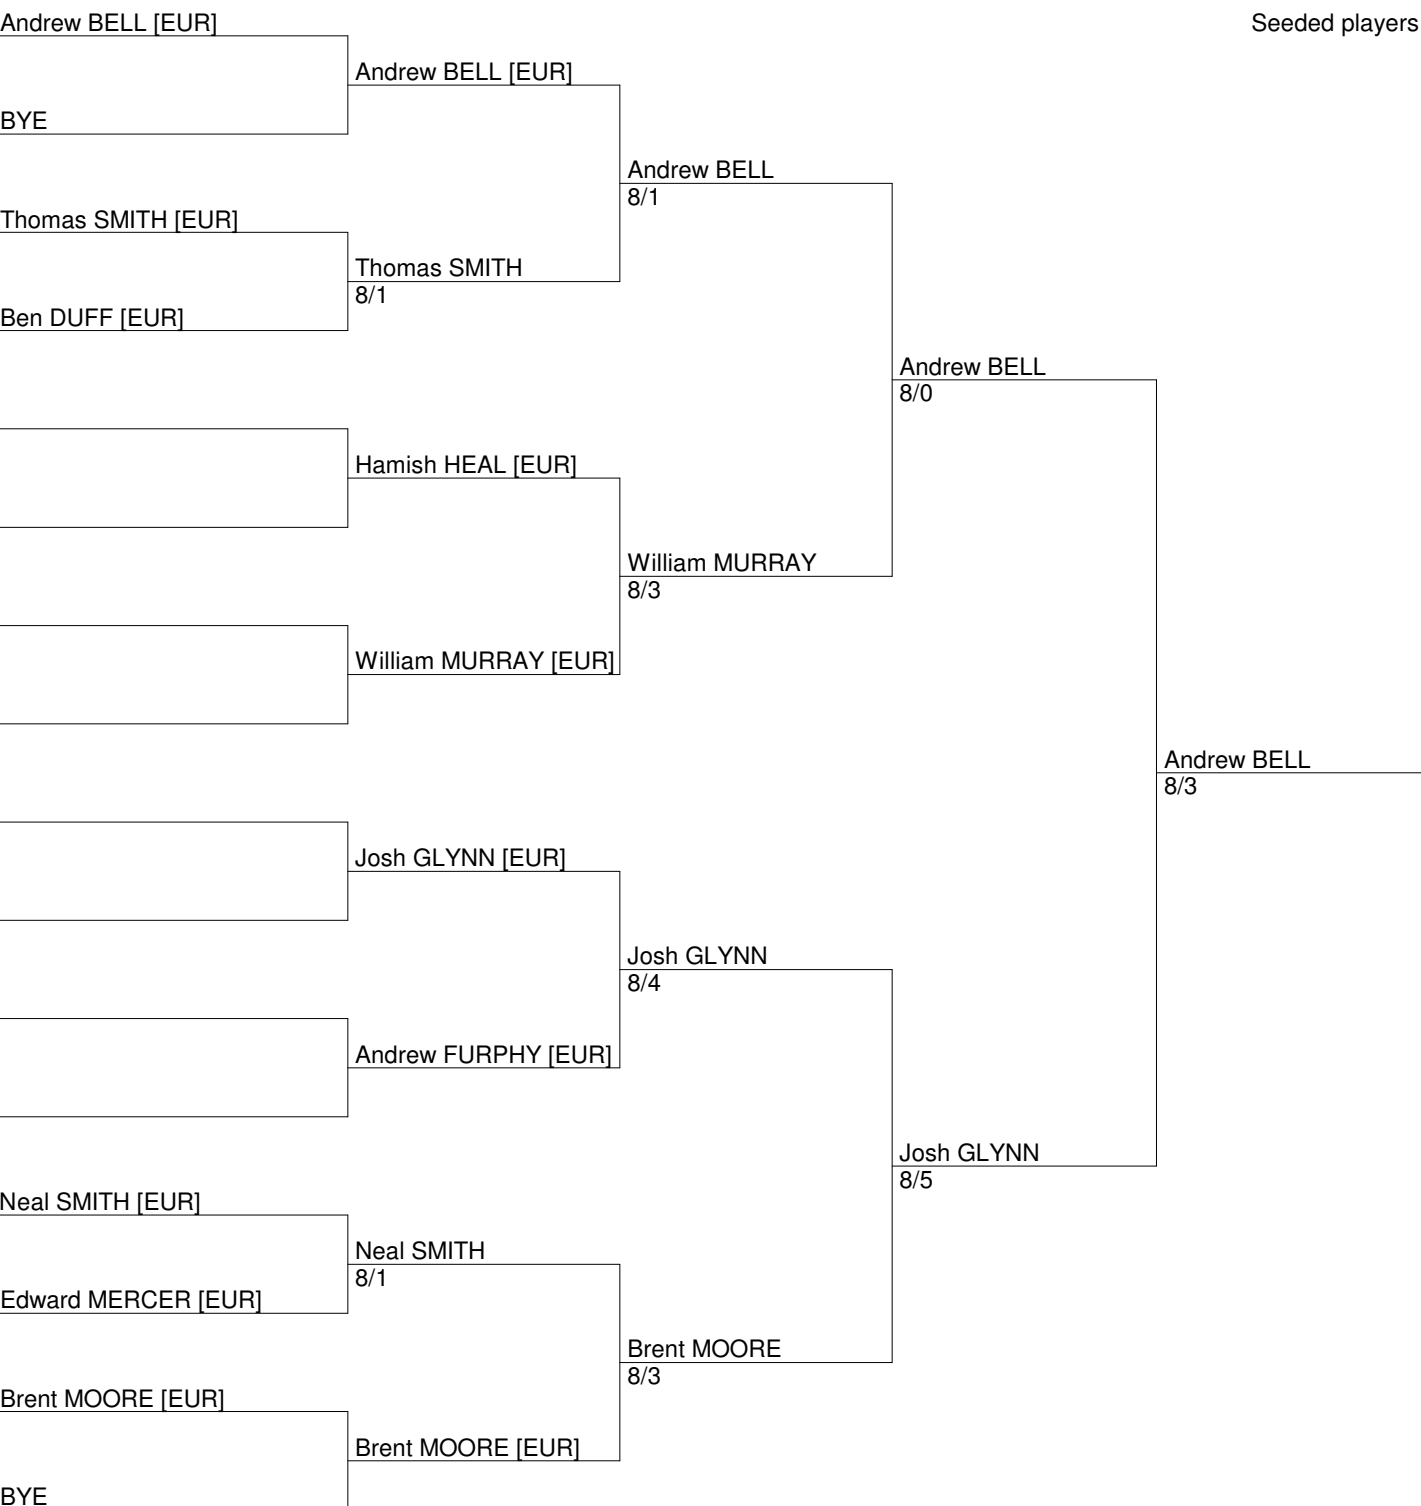 Andrew BELL [EUR]
Seeded players
Andrew BELL [EUR]
BYE
Andrew BELL
8/1
Thomas SMITH [EUR]
Thomas SMITH
8/1
Ben DUFF [EUR]
Andrew BELL
8/0
Hamish HEAL [EUR]
William MURRAY
8/3
William MURRAY [EUR]
Andrew BELL
8/3
Josh GLYNN [EUR]
Josh GLYNN
8/4
Andrew FURPHY [EUR]
Josh GLYNN
8/5
Neal SMITH [EUR]
Neal SMITH
8/1
Edward MERCER [EUR]
Brent MOORE
8/3
Brent MOORE [EUR]
Brent MOORE [EUR]
BYE